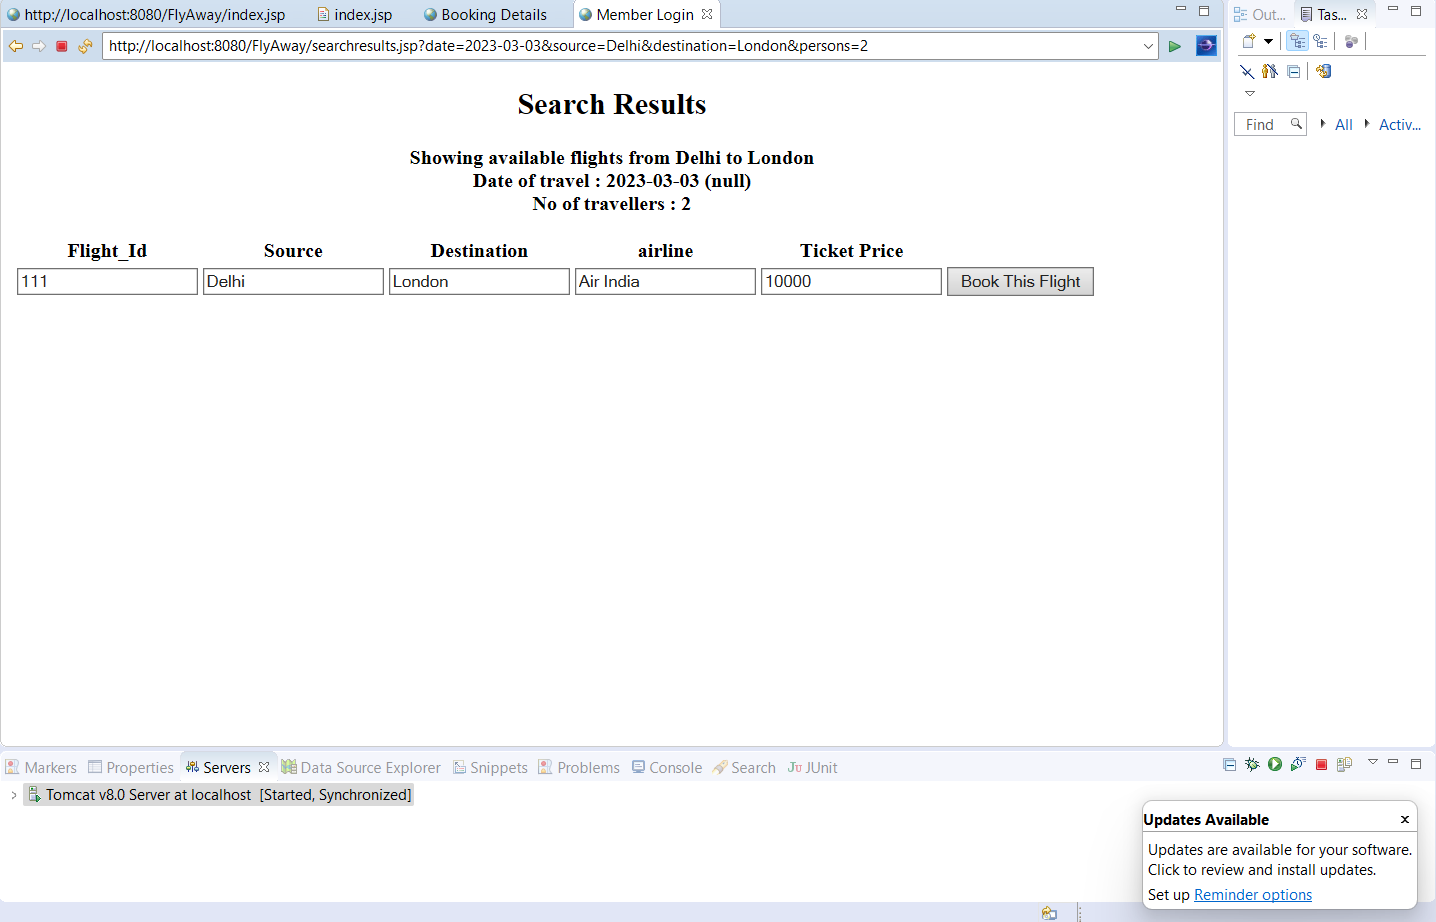 http://localhost:8080/FlyAway/index.jsp index.jsp Booking Details Member Login
Out... Tas...
http://localhost:8080/FlyAway/searchresults.jsp?date=2023-03-03&source=Delhi&destination=London&persons=2
Find All Activ...
Search Results
Showing available flights from Delhi to London
Date of travel : 2023-03-03 (null)
No of travellers : 2
Flight_Id Source Destination airline Ticket Price
111 Delhi London Air India 10000 Book This Flight
Markers Properties Servers Data Source Explorer Snippets Problems Console Search Ju JUnit
Tomcat v8.0 Server at localhost [Started, Synchronized]
Updates Available x
Updates are available for your software.
Click to review and install updates.
Set up Reminder options